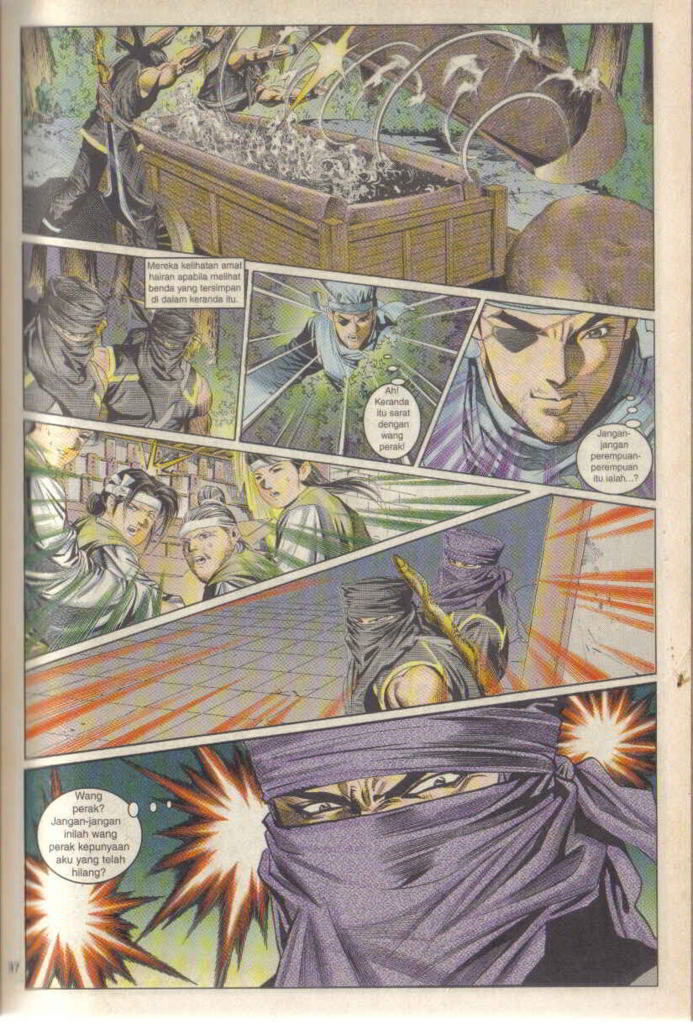 Mereka kelihatan amat
hairan apabila melihat
benda yang tersimpan
di dalam keranda itu.
Ah!
Keranda
itu sarat
dengan
wang
perak!
Jangan-
jangan
perempuan-
perempuan
itu ialah...?
Wang
perak?
Jangan-jangan
inilah wang
perak kepunyaan
aku yang telah
hilang?